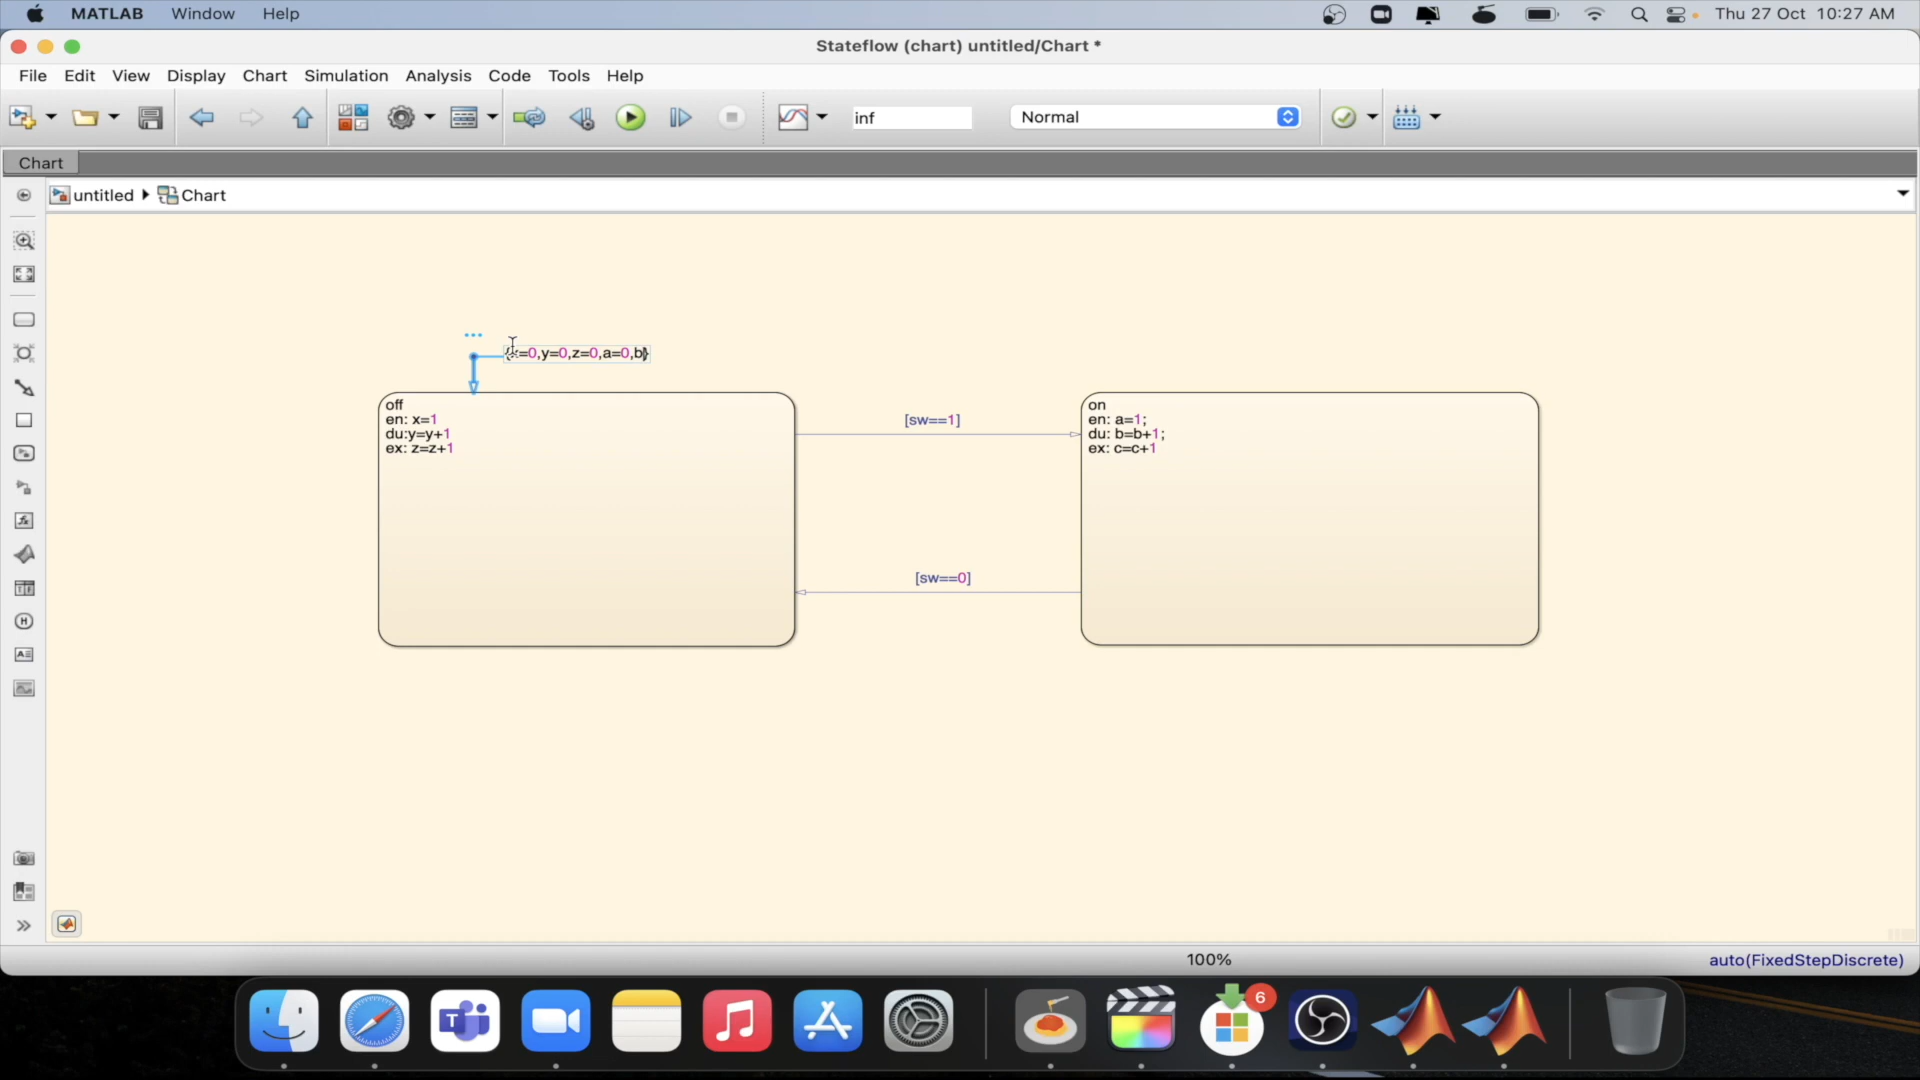 MATLAB Window Help
Thu 27 Oct 10:27 AM
Stateflow (chart) untitled/Chart *
File Edit View Display Chart Simulation Analysis Code Tools Help
inf
Normal
Chart
untitled Chart
=0,y=0,z=0,a=0,b}
off
en: x=1
du:y=y+1
ex: z=z+1
[sw==1]
on
en: a=1;
du: b=b+1;
ex: c=c+1
[sw==0]
100%
auto(FixedStepDiscrete)
6